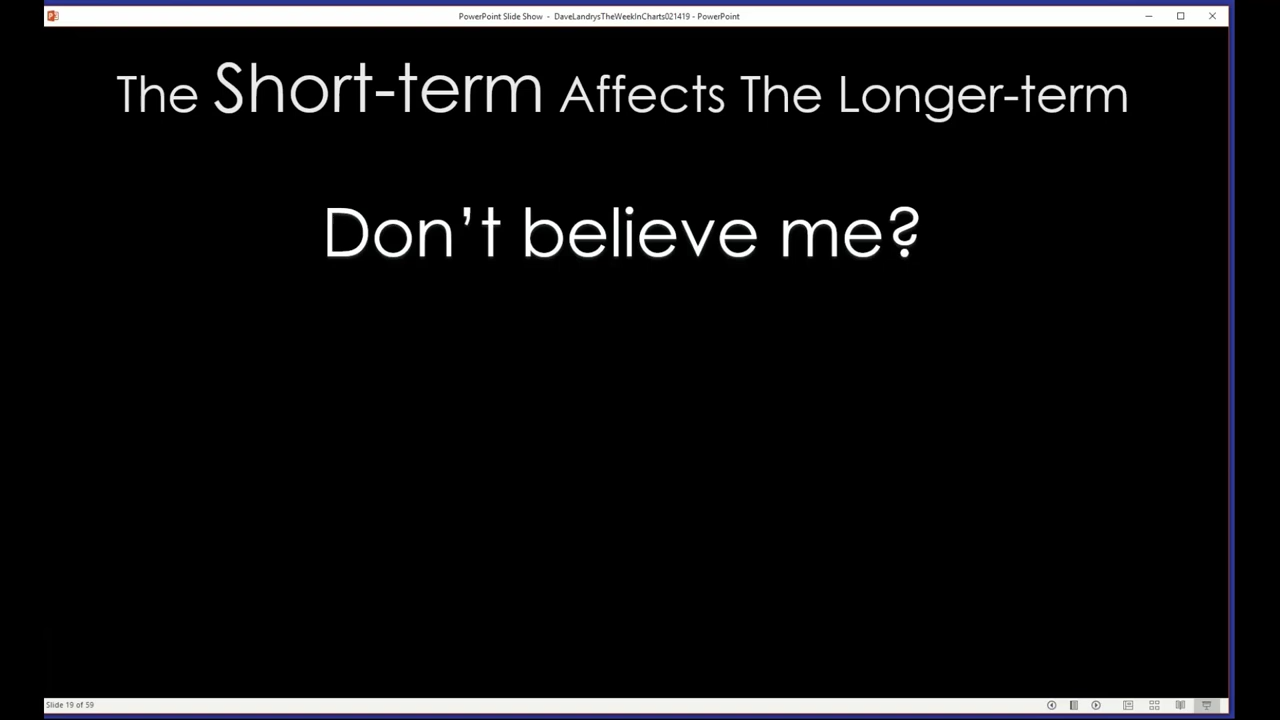 PowerPoint Slide Show - DaveLandrysTheWeekInCharts021419 - PowerPoint
The Short-term Affects The Longer-term
Don’t believe me?
Slide 19 of 59